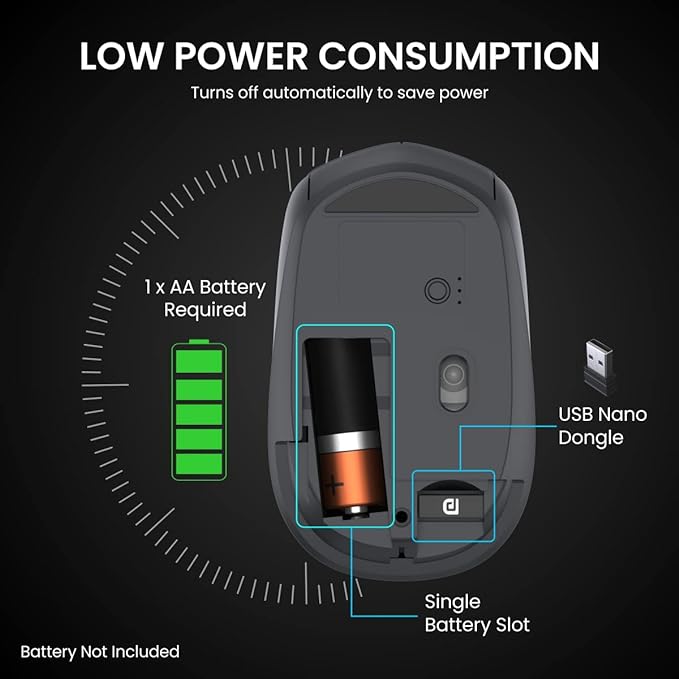 LOW POWER CONSUMPTION
Turns off automatically to save power
1 x AA Battery
Required
+
USB Nano
Dongle
Single
Battery Slot
Battery Not Included